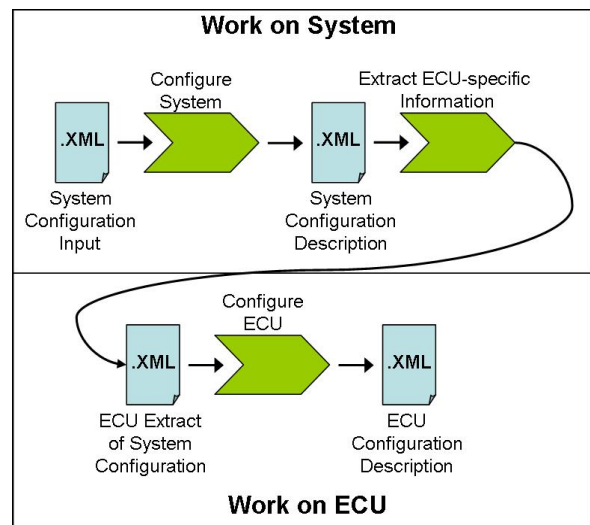 Work on System
Configure
System
Extract ECU-specific
Information
.XML
.XML
System
Configuration
Input
System
Configuration
Description
Configure
ECU
.XML
.XML
ECU Extract
of System
Configuration
ECU
Configuration
Description
Work on ECU